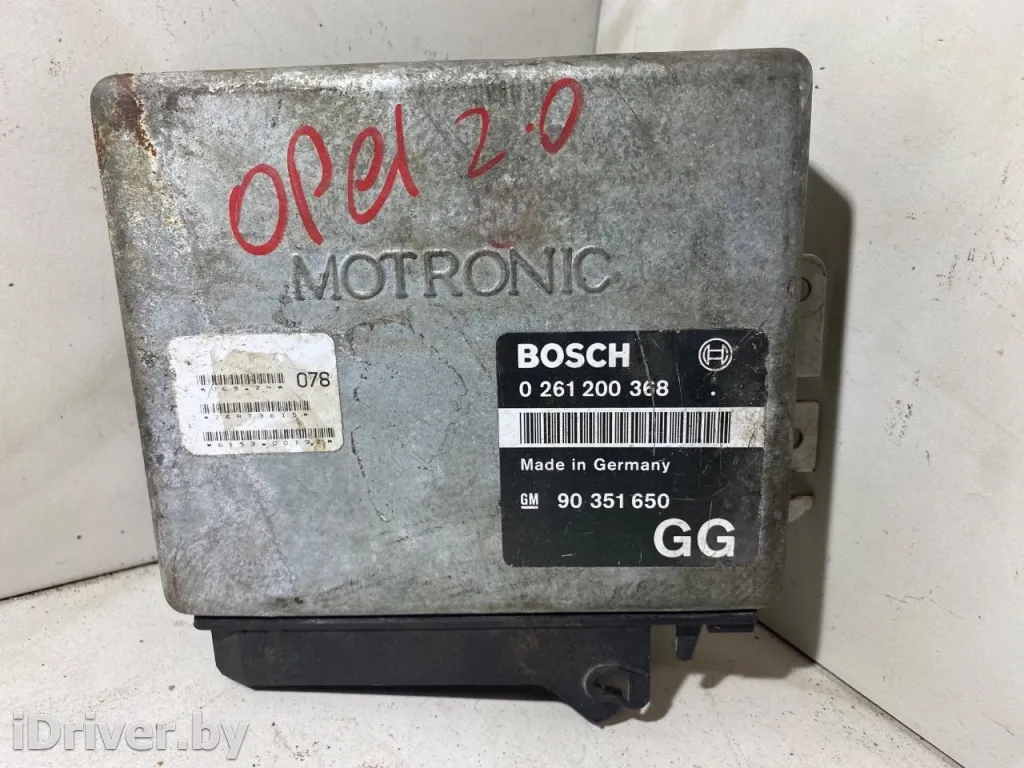 OPel 2.0
MOTRONIC
BOSCH
0 261 200 368 .
078
Made in Germany
GM 90 351 650
GG
iDriver.by